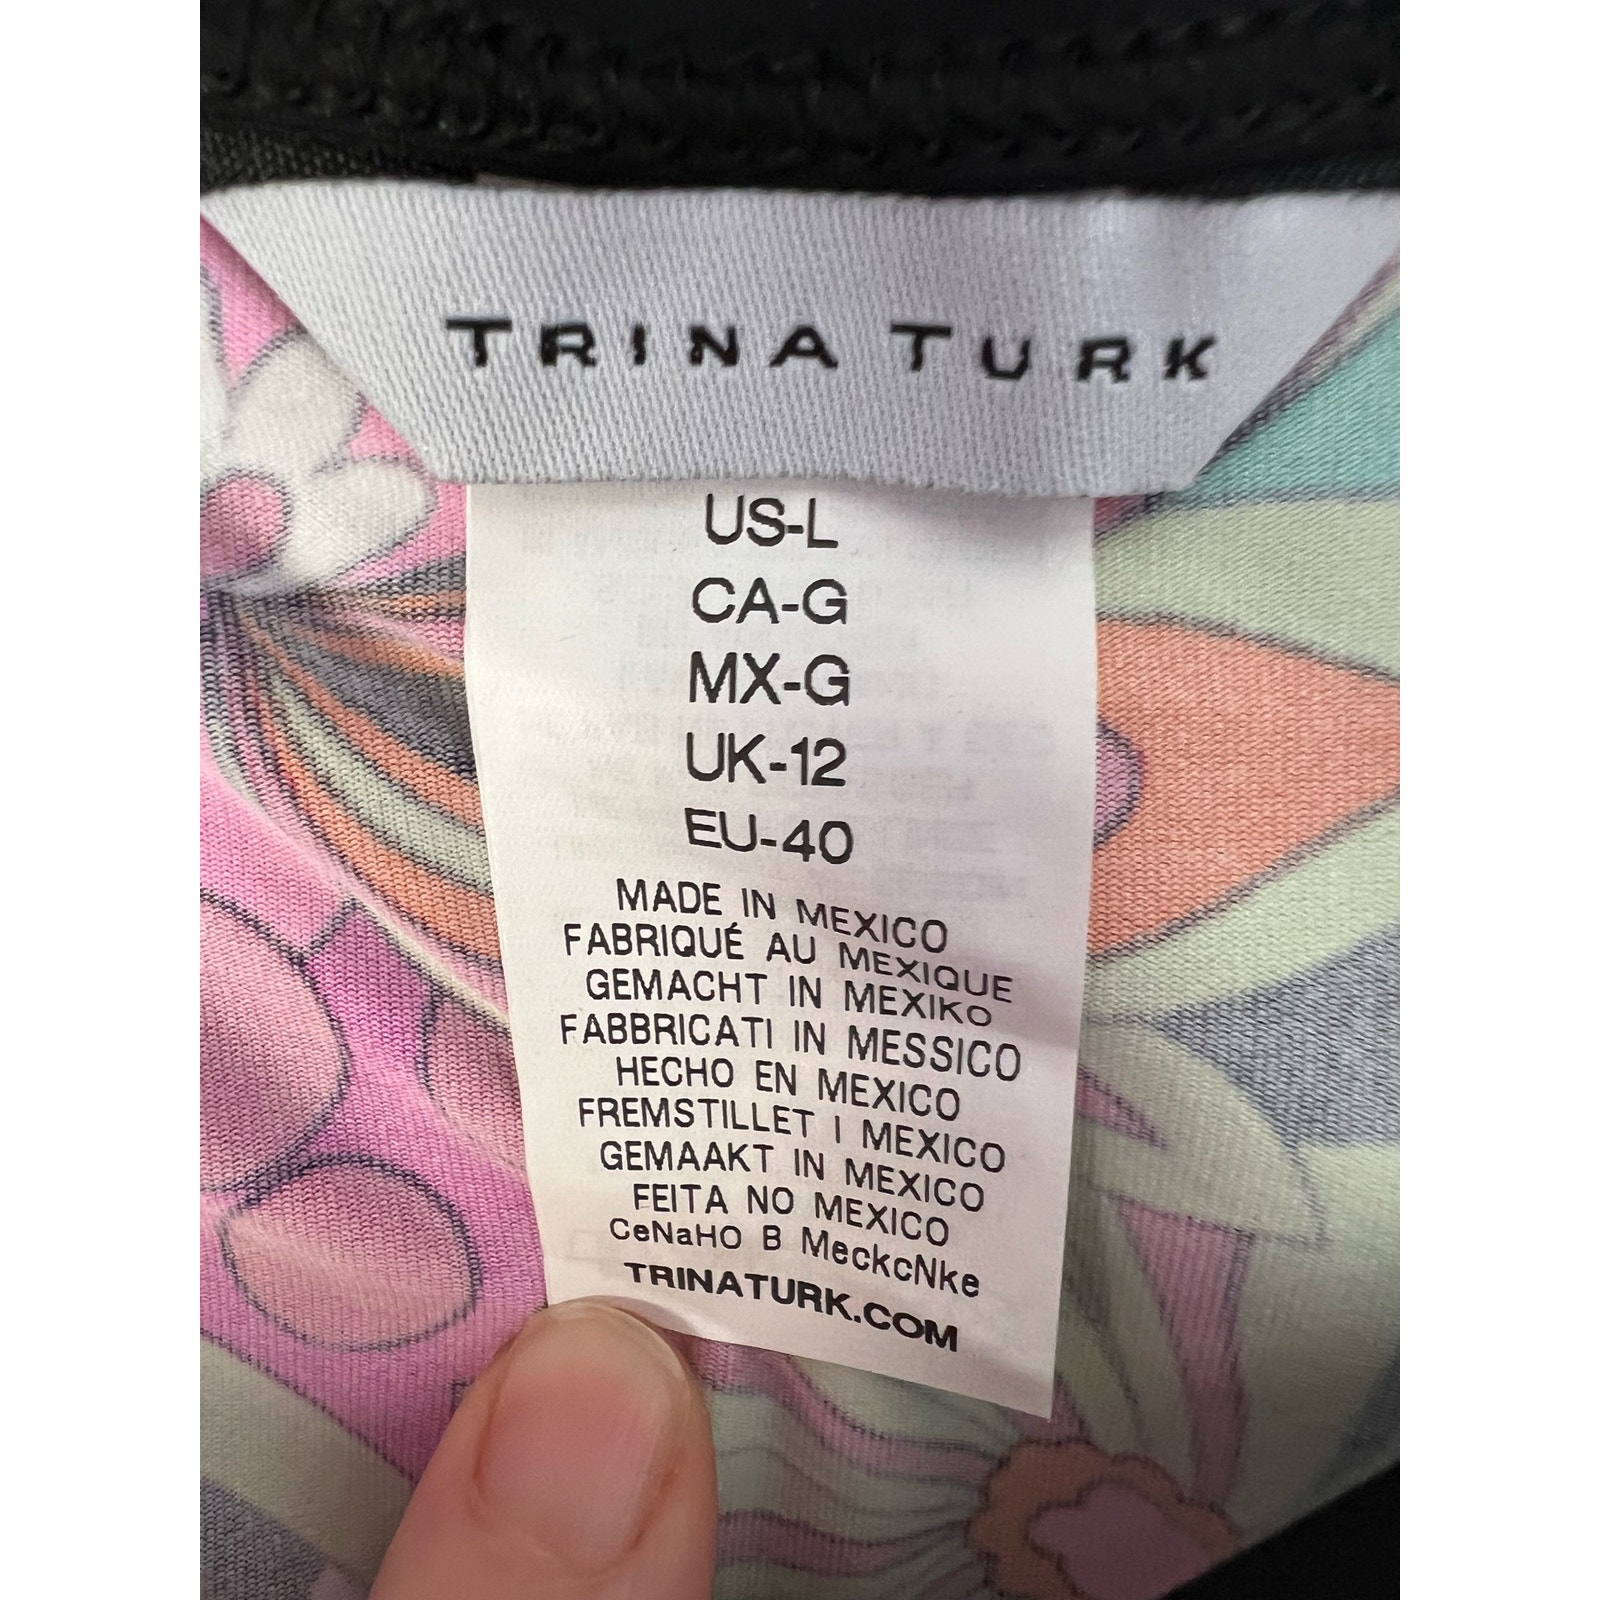 TRINA TURK
US-L
CA-G
MX-G
UK-12
EU-40
MADE IN MEXICO
FABRIQUÉ AU MEXIQUE
GEMACHT IN MEXIKO
FABBRICATI IN MESSICO
HECHO EN MEXICO
FREMSTILLET I MEXICO
GEMAAKT IN MEXICO
FEITA NO MEXICO
CeNaHO B MeckcNke
TRINATURK.COM